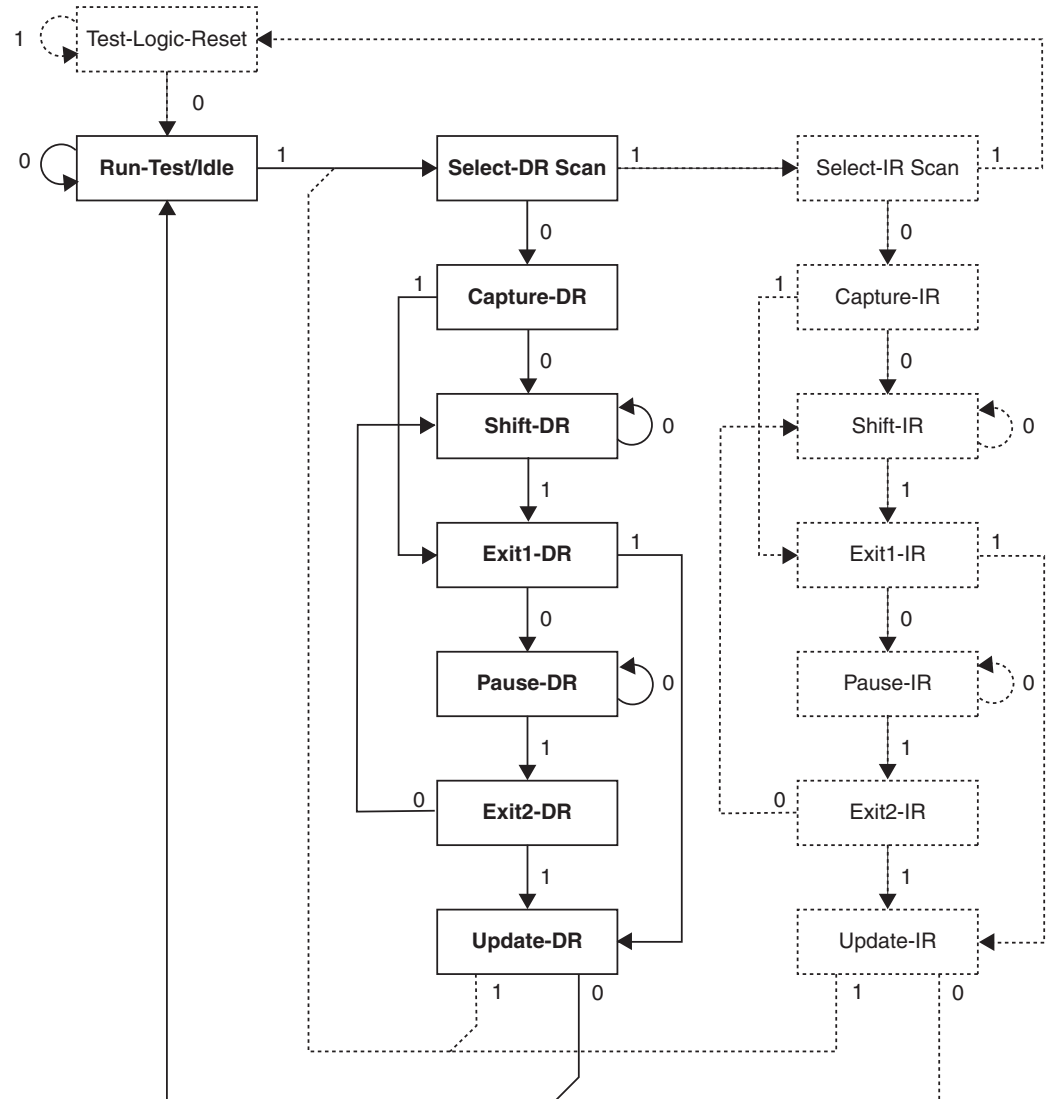 1 Test-Logic-Reset
0
0 Run-Test/Idle 1 Select-DR Scan 1 Select-IR Scan 1
0 0
1 Capture-DR 1 Capture-IR
0 0
Shift-DR 0 Shift-IR 0
1 1
Exit1-DR 1 Exit1-IR 1
0 0
Pause-DR 0 Pause-IR 0
1 1
0 Exit2-DR 0 Exit2-IR
1 1
Update-DR Update-IR
1 0 1 0